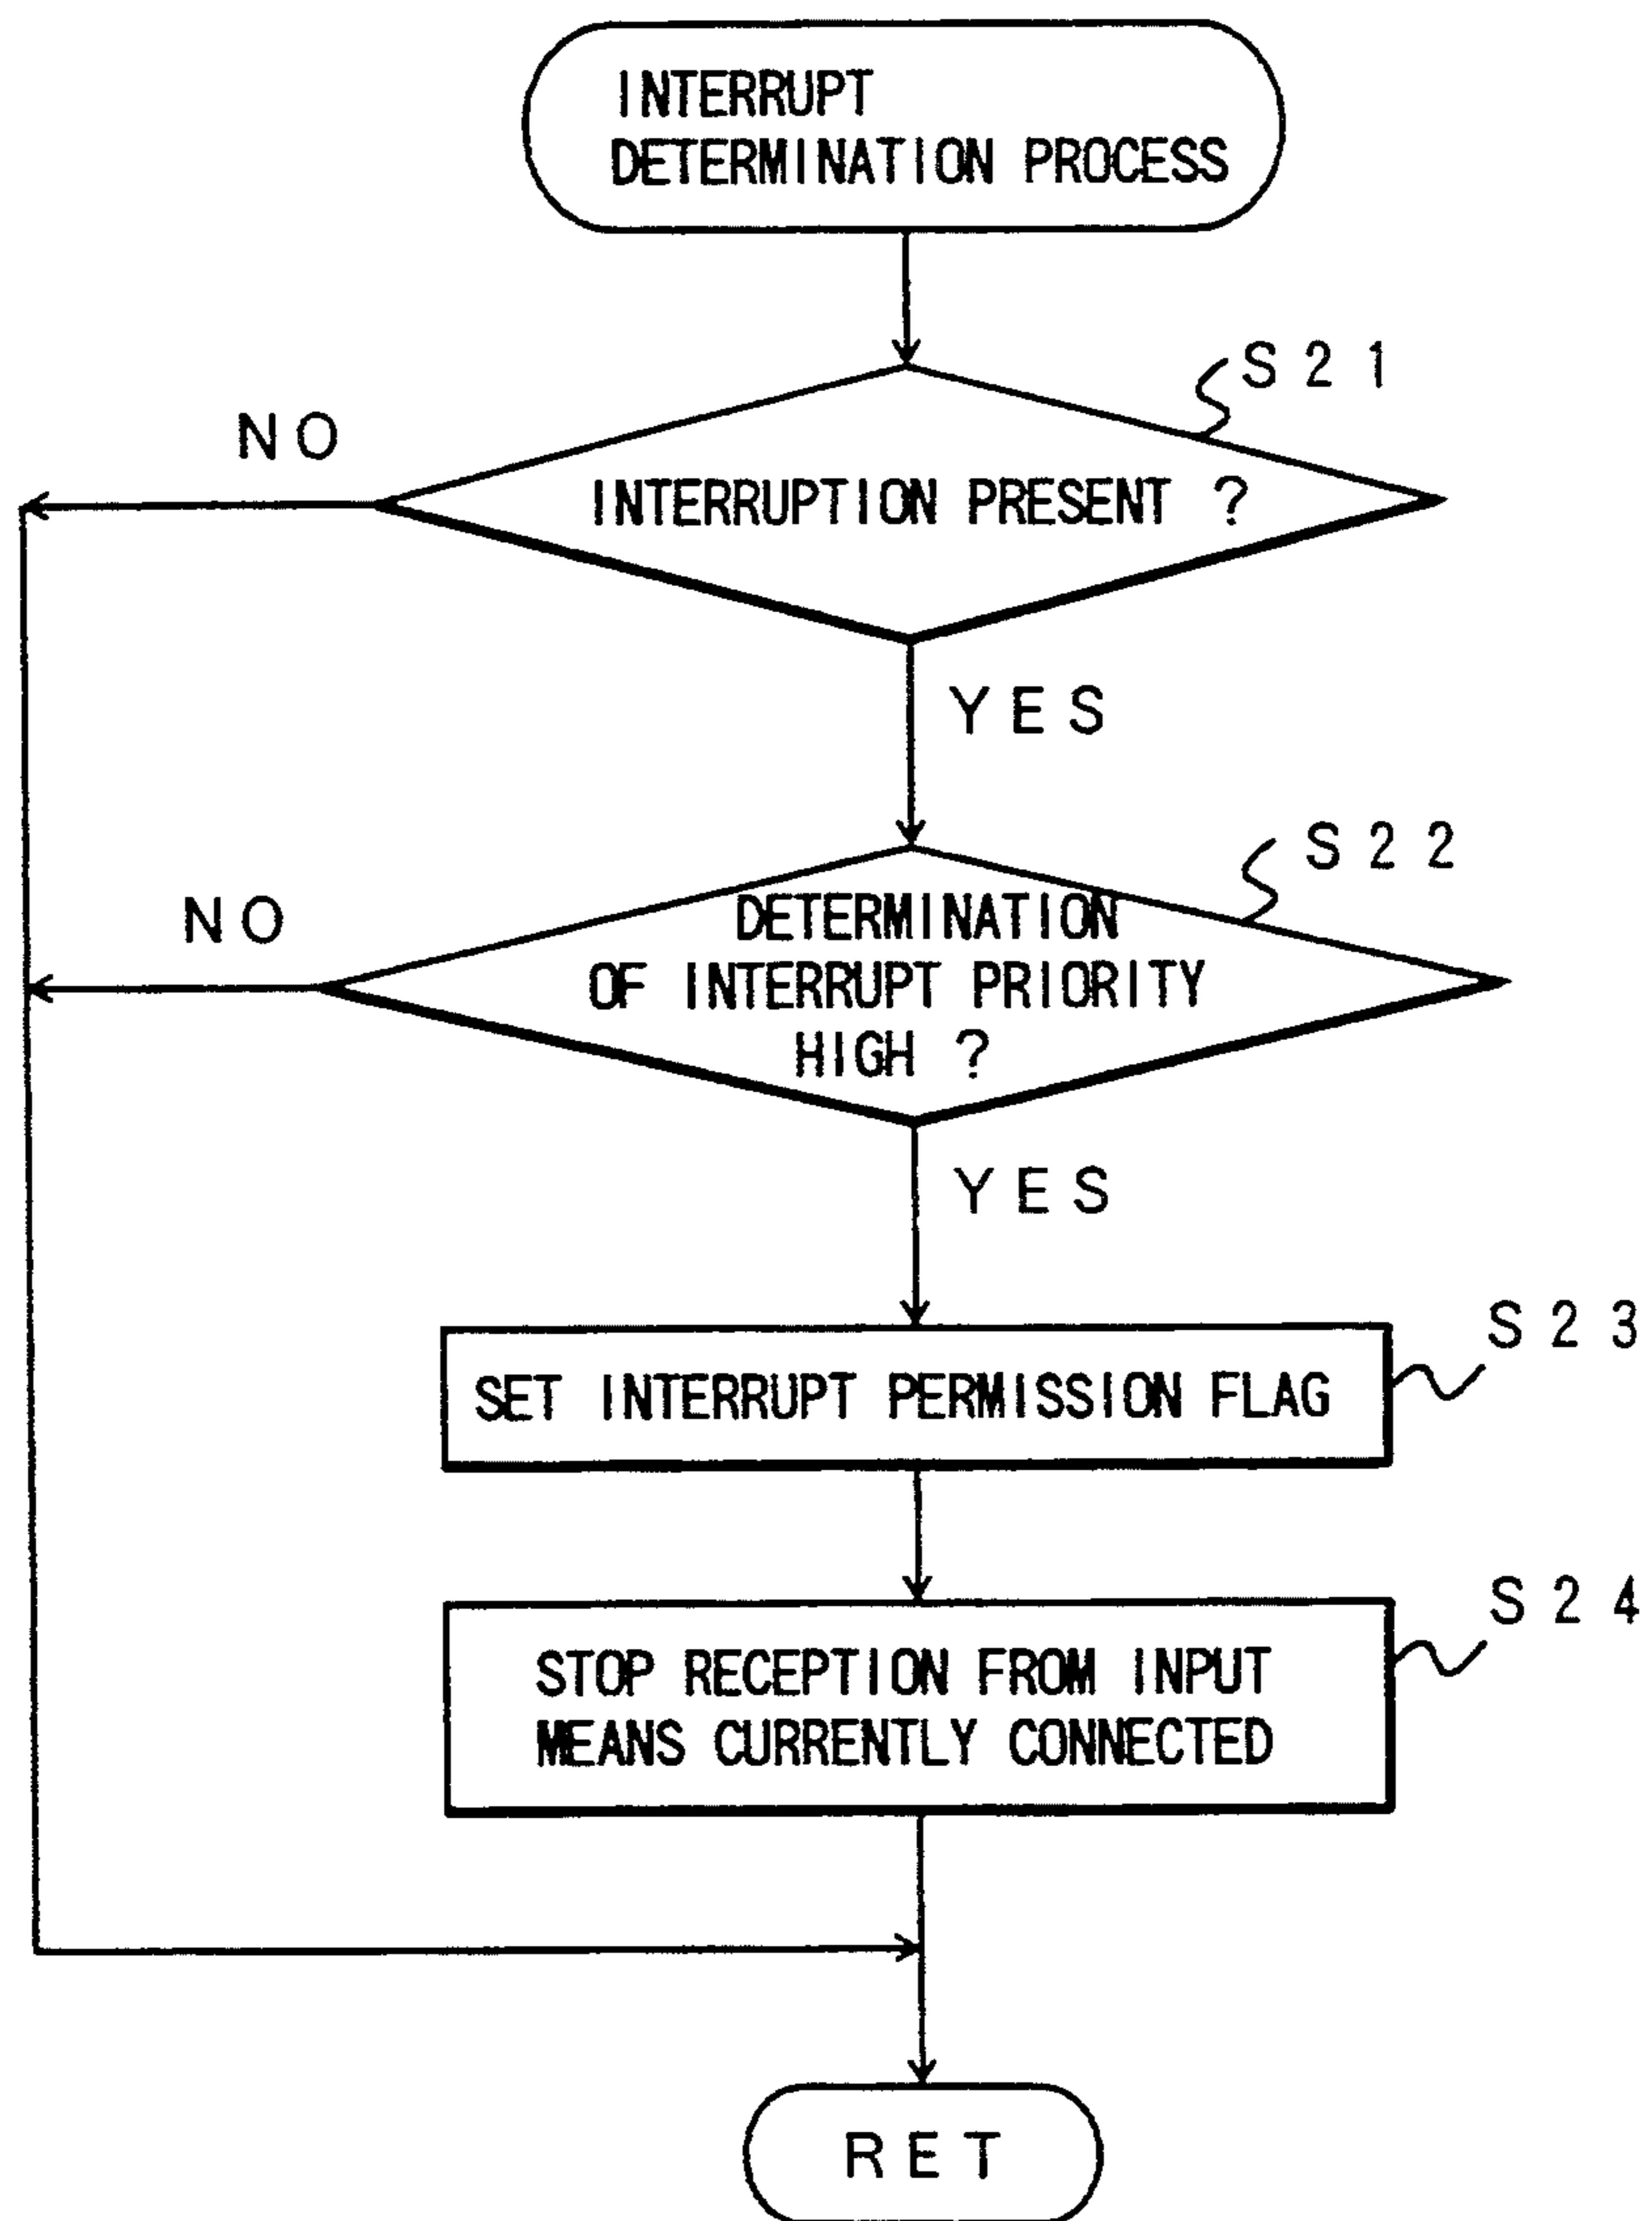 INTERRUPT
DETERMINATION PROCESS
S21
NO
INTERRUPTION PRESENT ?
YES
S22
NO
DETERMINATION
OF INTERRUPT PRIORITY
HIGH ?
YES
S23
SET INTERRUPT PERMISSION FLAG
S24
STOP RECEPTION FROM INPUT
MEANS CURRENTLY CONNECTED
RET